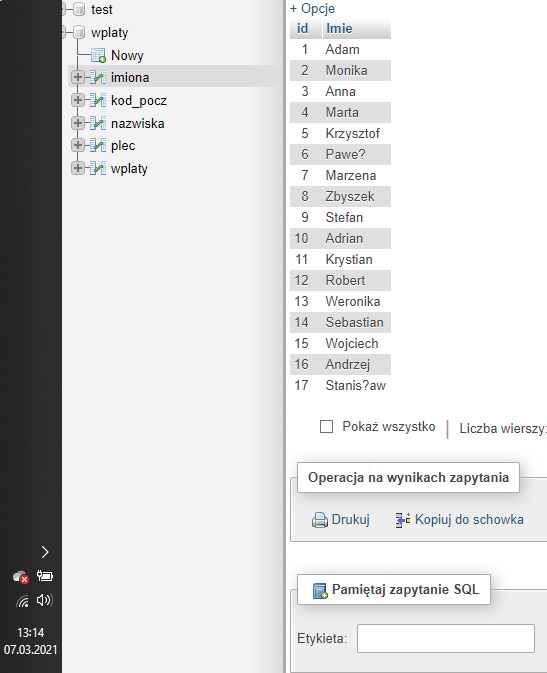 test
wplaty
Nowy
imiona
kod_pocz
nazwiska
plec
wplaty
13:14
07.03.2021
+ Opcje
id Imie
1 Adam
2 Monika
3 Anna
4 Marta
5 Krzysztof
6 Pawe?
7 Marzena
8 Zbyszek
9 Stefan
10 Adrian
11 Krystian
12 Robert
13 Weronika
14 Sebastian
15 Wojciech
16 Andrzej
17 Stanis?aw
Pokaż wszystko | Liczba wierszy:
Operacja na wynikach zapytania
Drukuj Kopiuj do schowka
Pamiętaj zapytanie SQL
Etykieta: